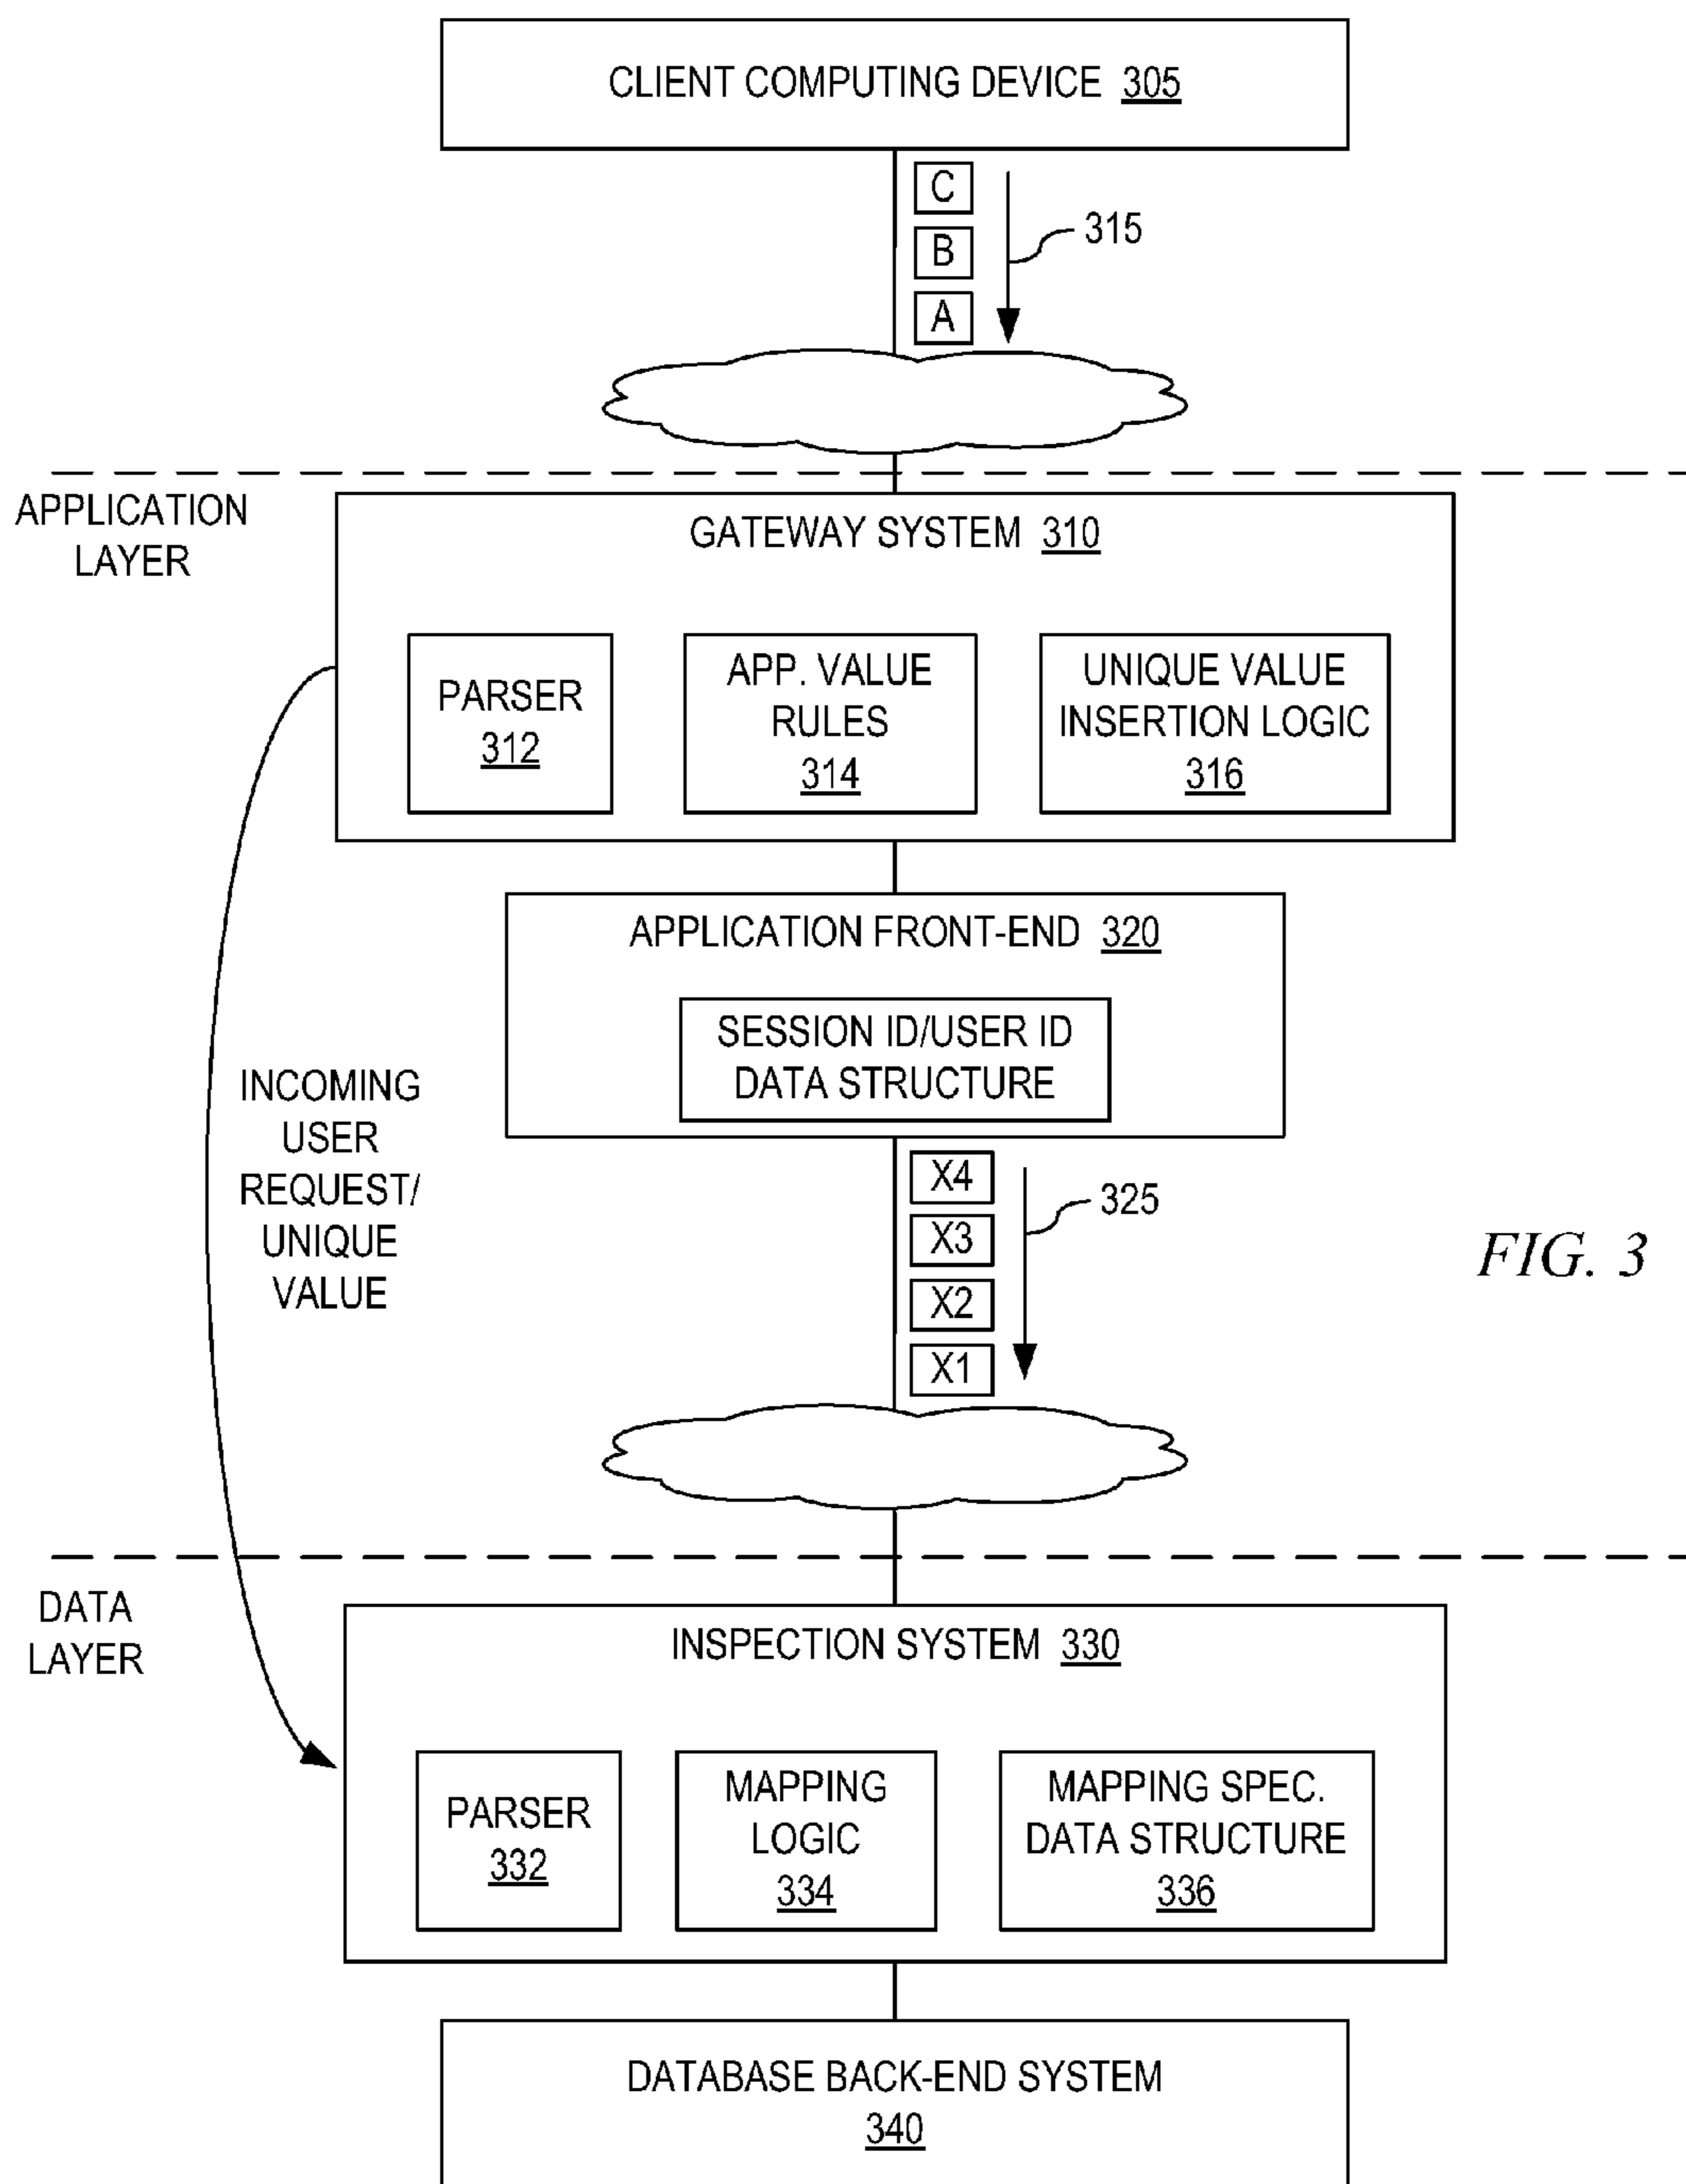 CLIENT COMPUTING DEVICE 305
C
B
315
A
APPLICATION
LAYER
GATEWAY SYSTEM 310
PARSER
312
APP. VALUE
RULES
314
UNIQUE VALUE
INSERTION LOGIC
316
APPLICATION FRONT-END 320
SESSION ID/USER ID
DATA STRUCTURE
INCOMING
USER
REQUEST/
UNIQUE
VALUE
X4
325
X3
X2
X1
FIG. 3
DATA
LAYER
INSPECTION SYSTEM 330
PARSER
332
MAPPING
LOGIC
334
MAPPING SPEC.
DATA STRUCTURE
336
DATABASE BACK-END SYSTEM
340